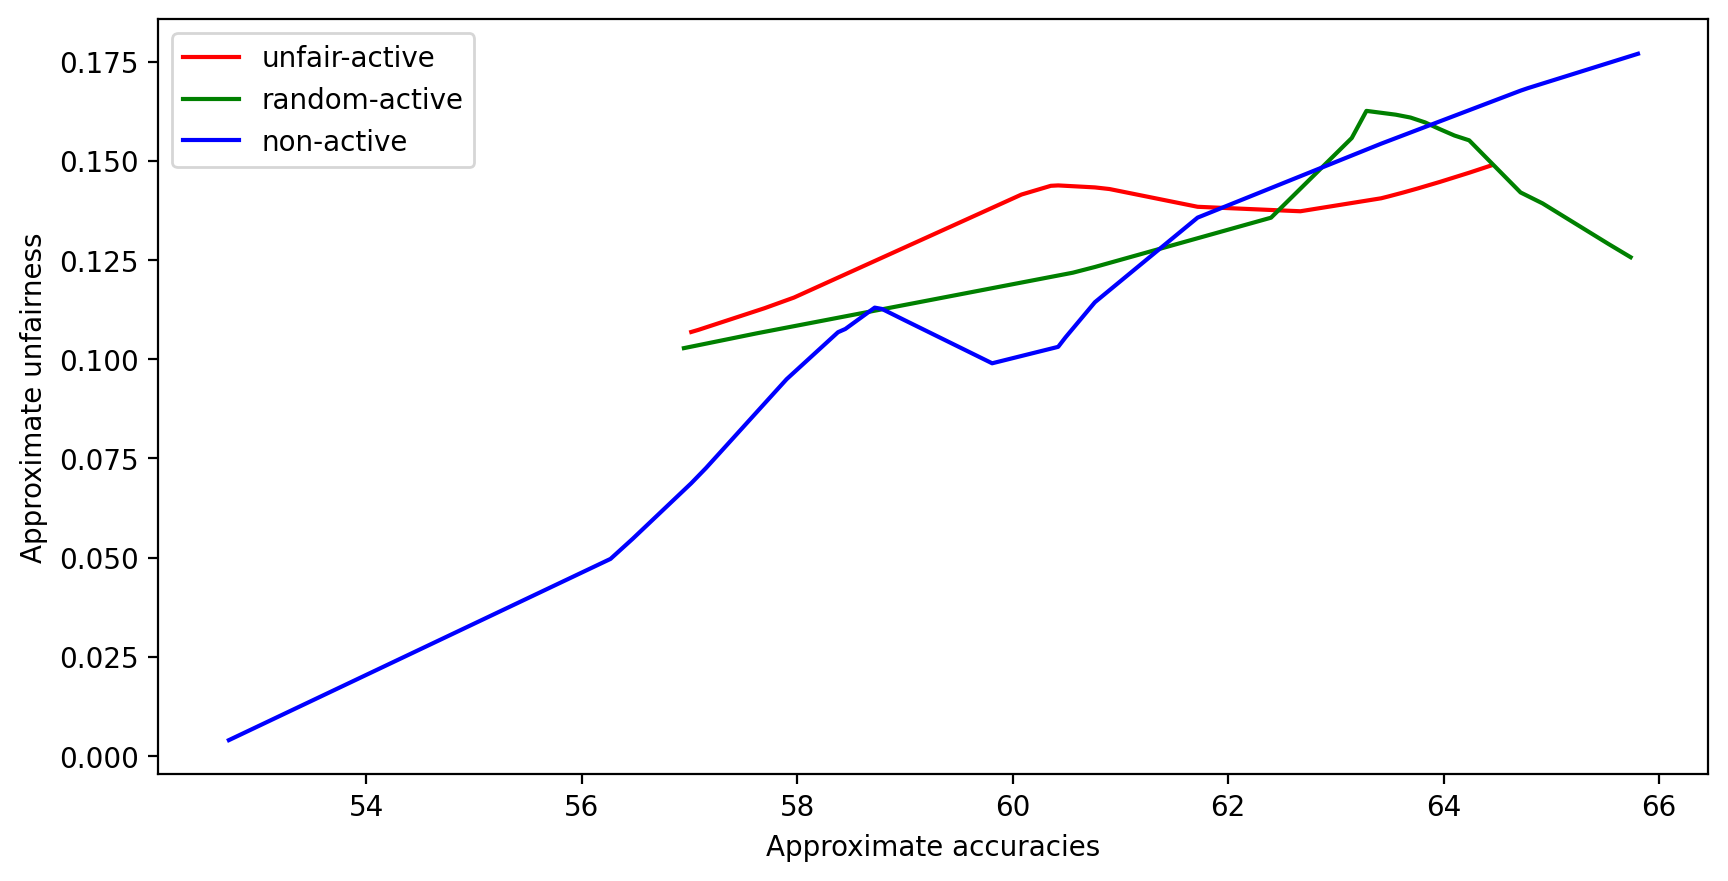 unfair-active
random-active
non-active
Approximate unfairness
0.175
0.150
0.125
0.100
0.075
0.050
0.025
0.000
54 56 58 60 62 64 66
Approximate accuracies